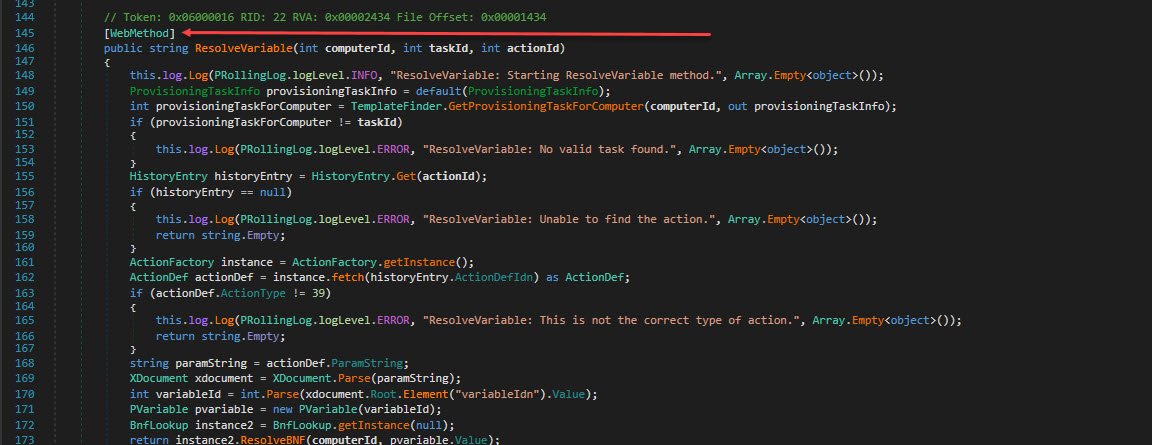 143
144 // Token: 0x06000016 RID: 22 RVA: 0x00002434 File Offset: 0x00001434
145 [WebMethod]
146 public string ResolveVariable(int computerId, int taskId, int actionId)
147 {
148 this.log.Log(PRollingLog.logLevel.INFO, "ResolveVariable: Starting ResolveVariable method.", Array.Empty<object>());
149 ProvisioningTaskInfo provisioningTaskInfo = default(ProvisioningTaskInfo);
150 int provisioningTaskForComputer = TemplateFinder.GetProvisioningTaskForComputer(computerId, out provisioningTaskInfo);
151 if (provisioningTaskForComputer != taskId)
152 {
153 this.log.Log(PRollingLog.logLevel.ERROR, "ResolveVariable: No valid task found.", Array.Empty<object>());
154 }
155 HistoryEntry historyEntry = HistoryEntry.Get(actionId);
156 if (historyEntry == null)
157 {
158 this.log.Log(PRollingLog.logLevel.ERROR, "ResolveVariable: Unable to find the action.", Array.Empty<object>());
159 return string.Empty;
160 }
161 ActionFactory instance = ActionFactory.getInstance();
162 ActionDef actionDef = instance.fetch(historyEntry.ActionDefIdn) as ActionDef;
163 if (actionDef.ActionType != 39)
164 {
165 this.log.Log(PRollingLog.logLevel.ERROR, "ResolveVariable: This is not the correct type of action.", Array.Empty<object>());
166 return string.Empty;
167 }
168 string paramString = actionDef.ParamString;
169 XDocument xdocument = XDocument.Parse(paramString);
170 int variableId = int.Parse(xdocument.Root.Element("variableIdn").Value);
171 PVariable pvariable = new PVariable(variableId);
172 BnfLookup instance2 = BnfLookup.getInstance(null);
173 return instance2.ResolveBNF(computerId, pvariable.Value);